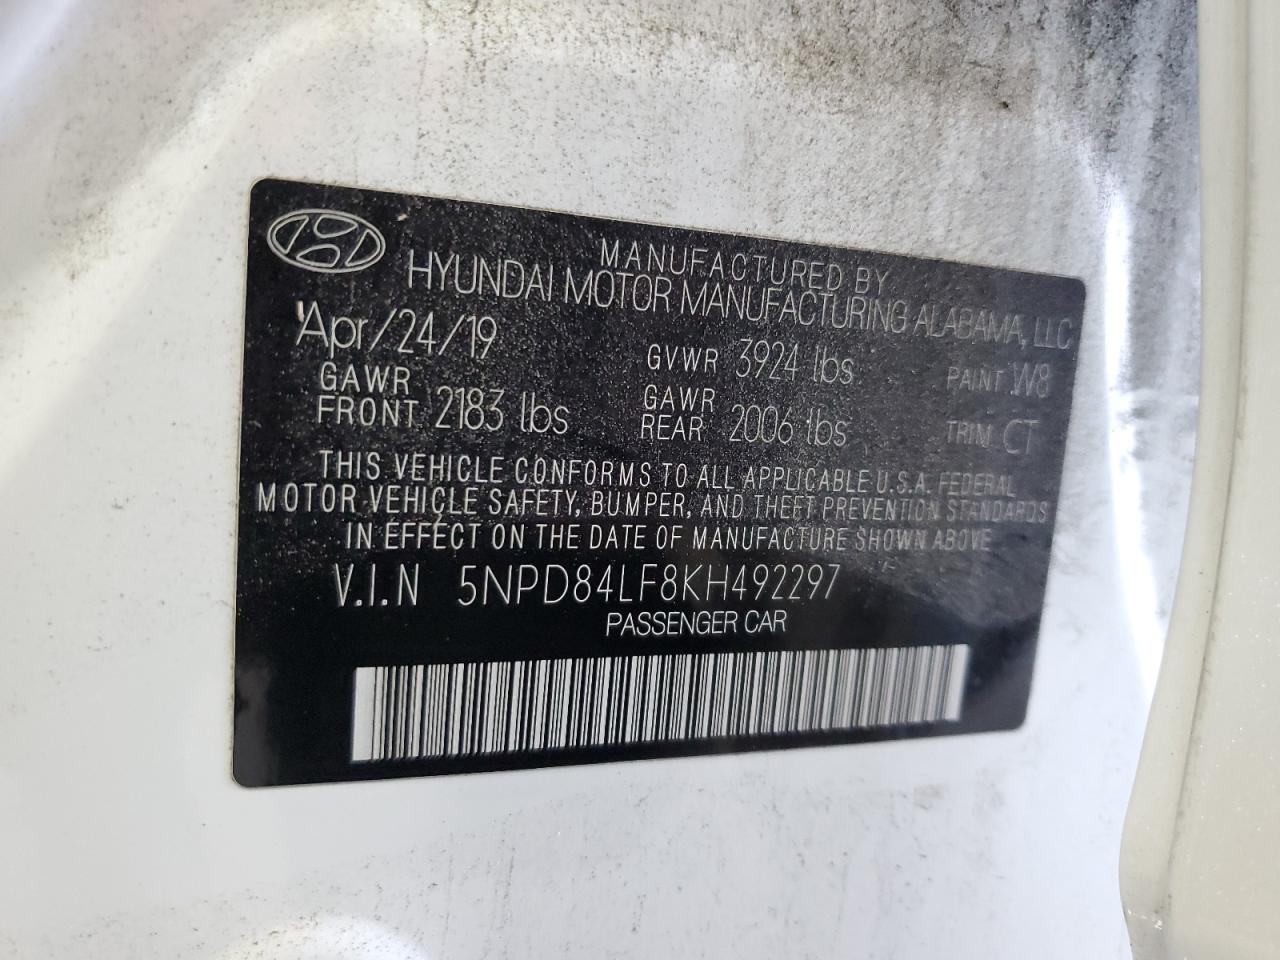 MANUFACTURED BY
HYUNDAI MOTOR MANUFACTURING ALABAMA, LLC
Apr/24/19 GVWR 3924 lbs PAINT W8
GAWR FRONT 2183 lbs GAWR REAR 2006 lbs TRIM CT
THIS VEHICLE CONFORMS TO ALL APPLICABLE U.S.A. FEDERAL
MOTOR VEHICLE SAFETY, BUMPER, AND THEFT PREVENTION STANDARDS
IN EFFECT ON THE DATE OF MANUFACTURE SHOWN ABOVE
V.I.N 5NPD84LF8KH492297
PASSENGER CAR